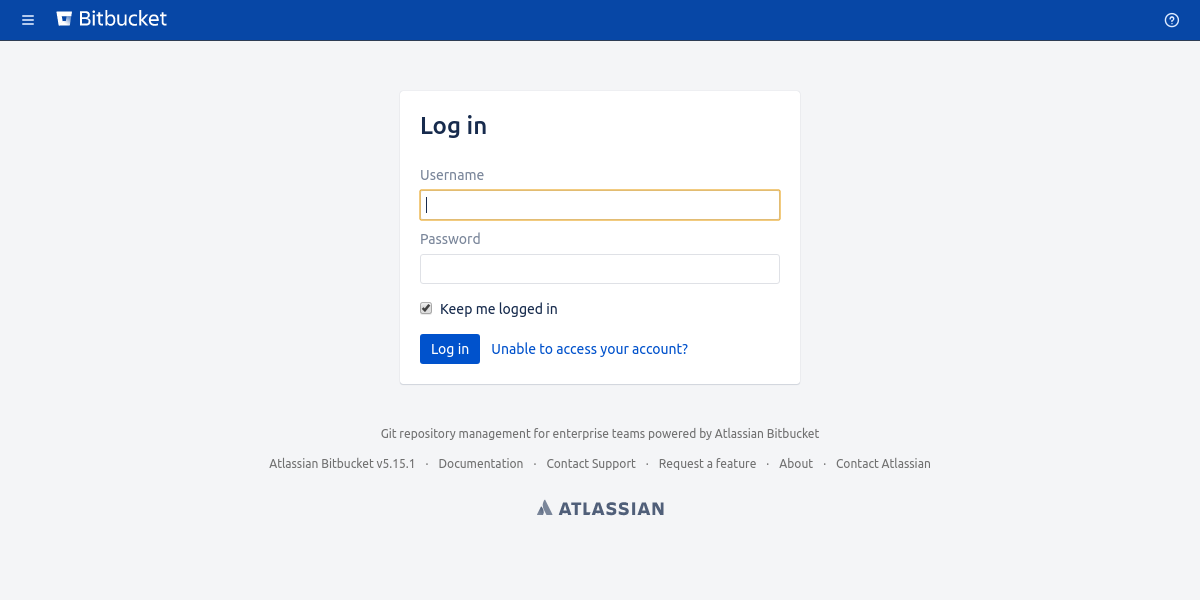 Bitbucket
Log in
Username
Password
Keep me logged in
Log in Unable to access your account?
Git repository management for enterprise teams powered by Atlassian Bitbucket
Atlassian Bitbucket v5.15.1 · Documentation · Contact Support · Request a feature · About · Contact Atlassian
ATLASSIAN